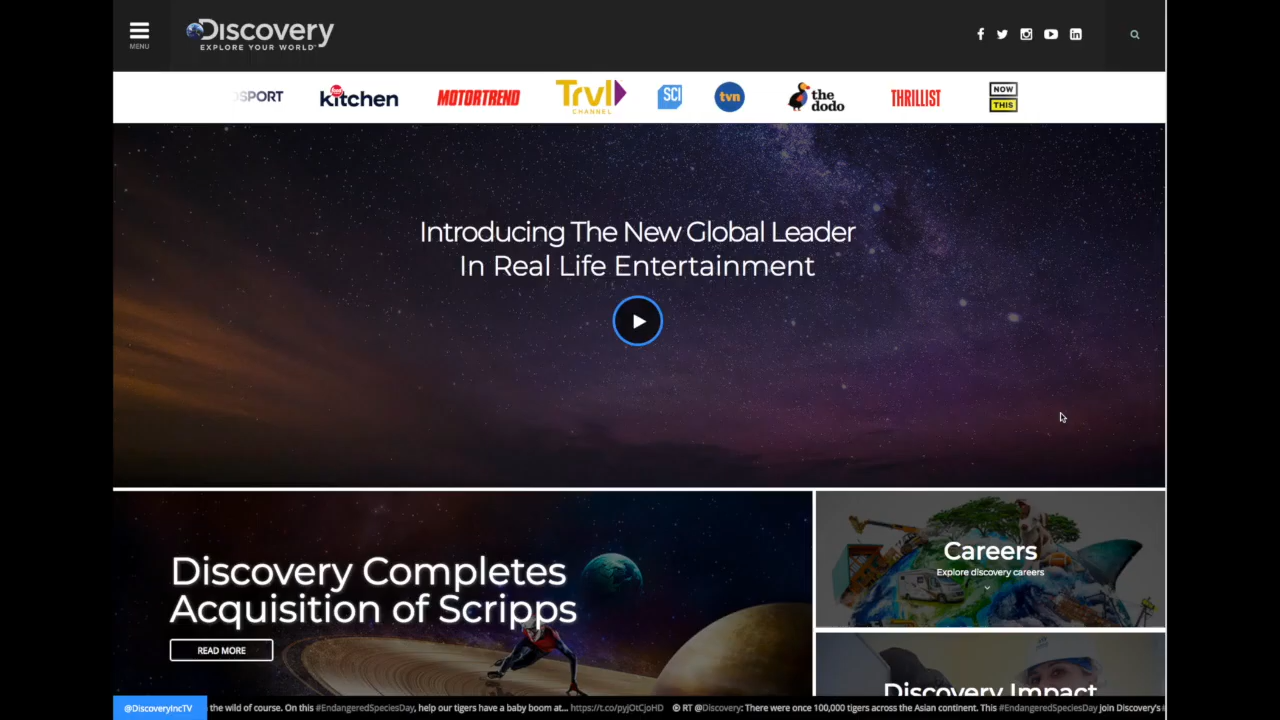 MENU
Discovery
EXPLORE YOUR WORLD
OSPORT
food
kitchen
MOTORTREND
Trvl
CHANNEL
SCI
tvn
the
dodo
THRILLIST
NOW
THIS
Introducing The New Global Leader
In Real Life Entertainment
Discovery Completes
Acquisition of Scripps
READ MORE
Careers
Explore discovery careers
Discovery Impact
@DiscoveryIncTV
the wild of course. On this #EndangeredSpeciesDay, help our tigers have a baby boom at... https://t.co/pyjOtCjoHD RT @Discovery: There were once 100,000 tigers across the Asian continent. This #EndangeredSpeciesDay join Discovery's